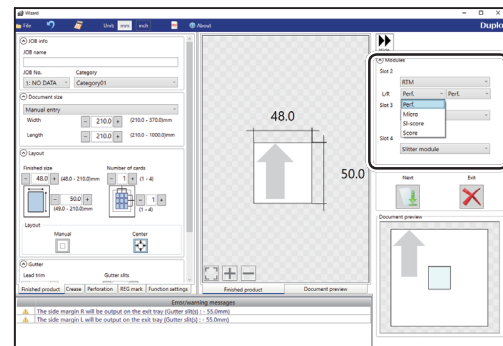 Wizard
File
Unit: mm inch
About
Duplo
JOB info
JOB name
JOB No. Category
1: NO DATA Category01
Document size
Manual entry
Width - 210.0 + (210.0 - 370.0)mm
Length - 210.0 + (210.0 - 1000.0)mm
Layout
Finished size Number of cards
- 48.0 + (48.0 - 210.0)mm - 1 + (1 - 4)
- 50.0 + (49.0 - 210.0)mm - 1 + (1 - 4)
Layout
Manual Center
Gutter
Lead trim Gutter slits
Finished product Crease Perforation REG mark Function settings
48.0
50.0
Finished product Document preview
Modules
Slot 2
RTM
L/R Perf. Perf.
Slot 3 Perf.
Micro
SI-score
Score
Slot 4
Slitter module
Next Exit
Document preview
Error/warning messages
The side margin R will be output on the exit tray (Gutter slit(s) : - 55.0mm)
The side margin L will be output on the exit tray (Gutter slit(s) : - 55.0mm)